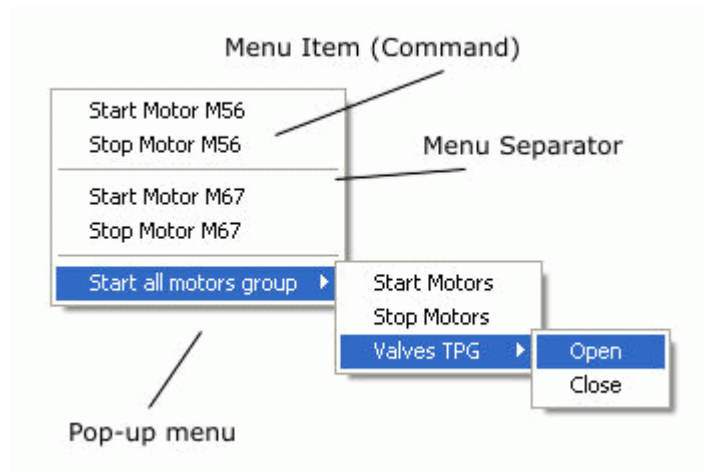 Menu Item (Command)
Start Motor M56
Stop Motor M56
Menu Separator
Start Motor M67
Stop Motor M67
Start all motors group
Start Motors
Stop Motors
Valves TPG
Open
Close
Pop-up menu